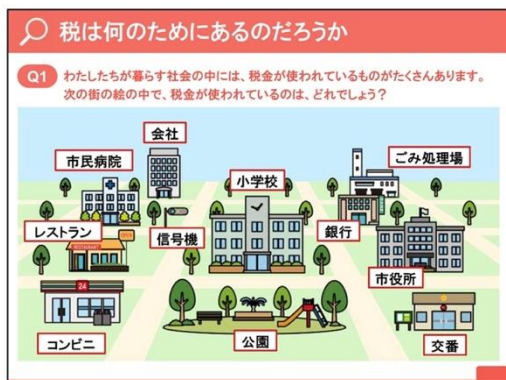 税は何のためにあるのだろうか
Q1 わたしたちが暮らす社会の中には、税金が使われているものがたくさんあります。
次の街の絵の中で、税金が使われているのは、どれでしょう？
会社
市民病院
ごみ処理場
小学校
レストラン
信号機
銀行
市役所
24
コンビニ
公園
交番